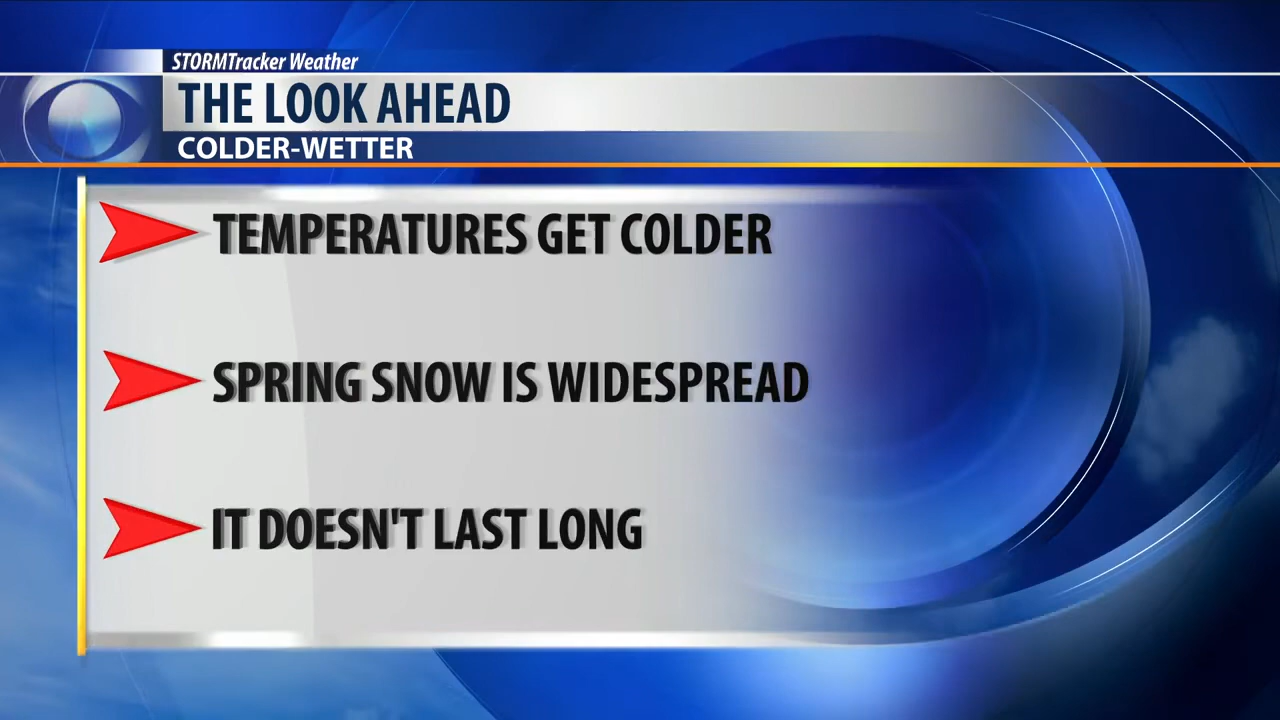 STORMTracker Weather
THE LOOK AHEAD
COLDER-WETTER
TEMPERATURES GET COLDER
SPRING SNOW IS WIDESPREAD
IT DOESN'T LAST LONG